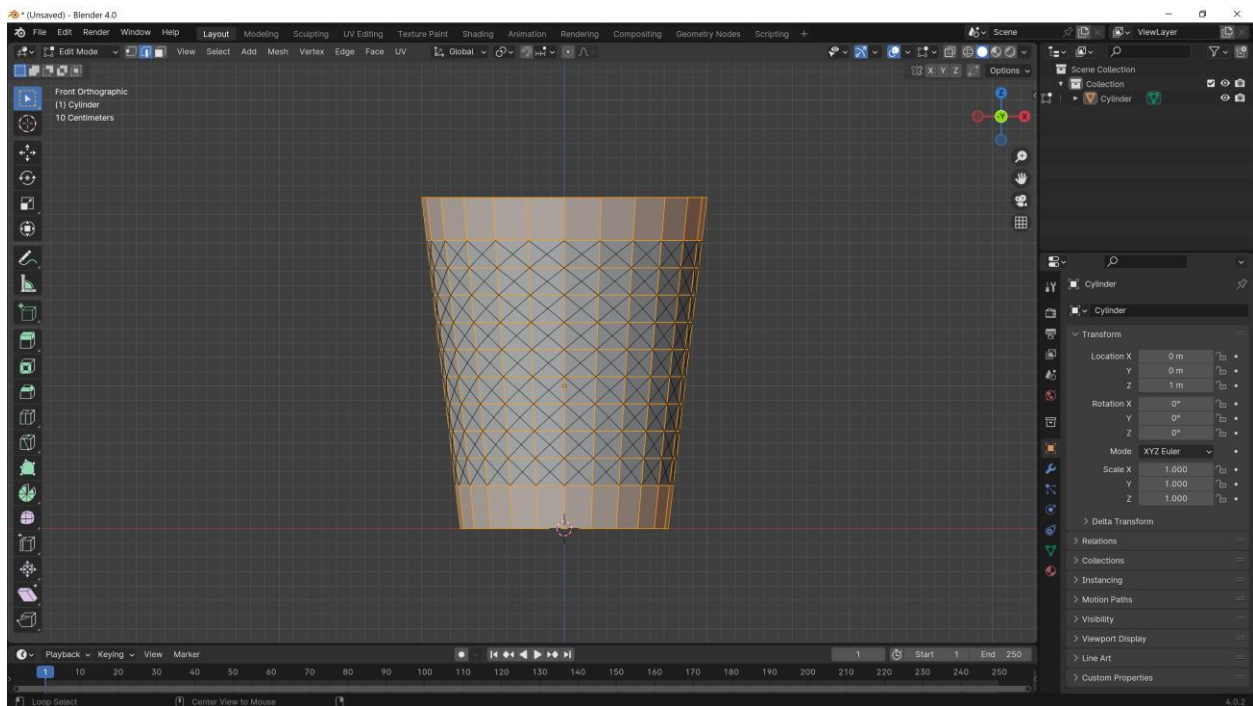 * (Unsaved) - Blender 4.0
File Edit Render Window Help Layout Modeling Sculpting UV Editing Texture Paint Shading Animation Rendering Compositing Geometry Nodes Scripting + Scene ViewLayer
Edit Mode View Select Add Mesh Vertex Edge Face UV Global
X Y Z Options
Front Orthographic
(1) Cylinder
10 Centimeters
Z
-Y X
Scene Collection
Collection
Cylinder
Cylinder
Cylinder
Transform
Location X 0 m
Y 0 m
Z 1 m
Rotation X 0°
Y 0°
Z 0°
Mode XYZ Euler
Scale X 1.000
Y 1.000
Z 1.000
Delta Transform
Relations
Collections
Instancing
Motion Paths
Visibility
Viewport Display
Line Art
Custom Properties
Playback Keying View Marker 1 Start 1 End 250
1 10 20 30 40 50 60 70 80 90 100 110 120 130 140 150 160 170 180 190 200 210 220 230 240 250
Loop Select Center View to Mouse 4.0.2